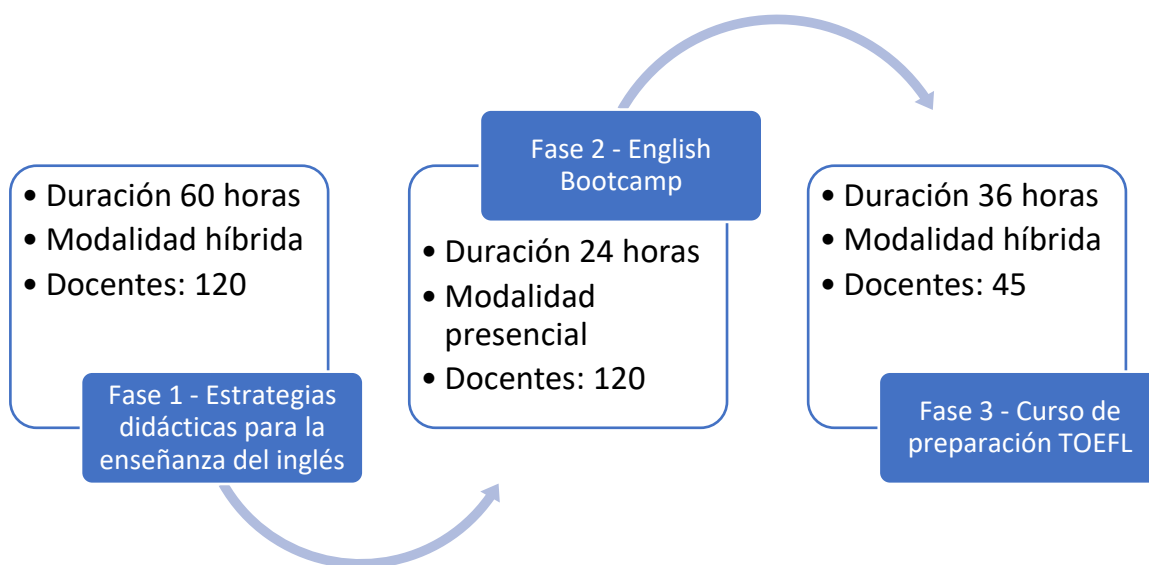 • Duración 60 horas
• Modalidad híbrida
• Docentes: 120
Fase 1 - Estrategias
didácticas para la
enseñanza del inglés
Fase 2 - English
Bootcamp
• Duración 24 horas
• Modalidad
presencial
• Docentes: 120
• Duración 36 horas
• Modalidad híbrida
• Docentes: 45
Fase 3 - Curso de
preparación TOEFL